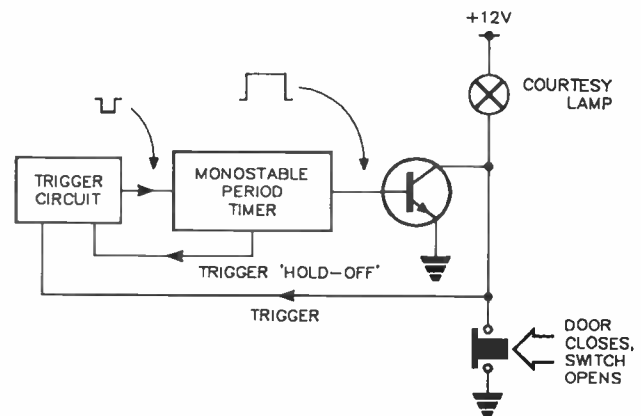 +12V
COURTESY
LAMP
TRIGGER
CIRCUIT
MONOSTABLE
PERIOD
TIMER
TRIGGER 'HOLD-OFF'
TRIGGER
DOOR
CLOSES,
SWITCH
OPENS